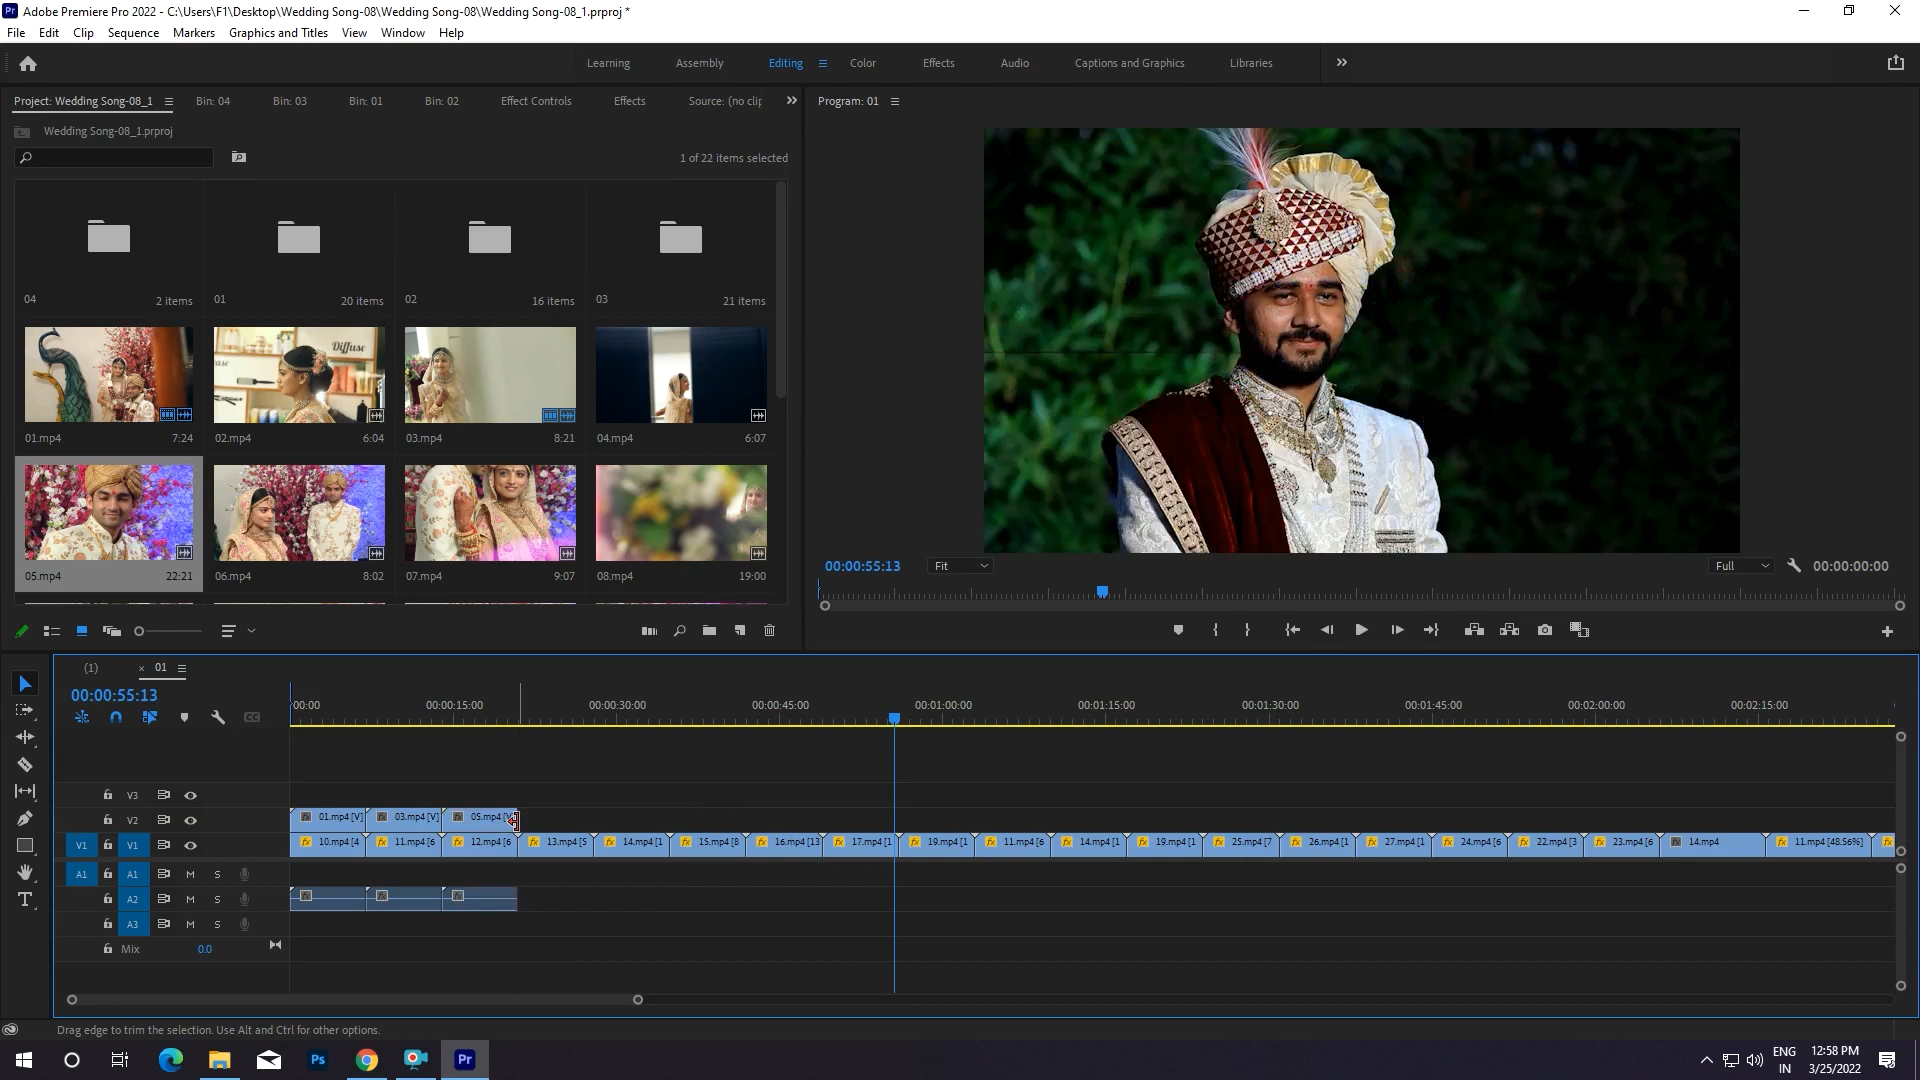 Adobe Premiere Pro 2022 - C:\Users\F1\Desktop\Wedding Song-08\Wedding Song-08\Wedding Song-08_1.prproj *
File Edit Clip Sequence Markers Graphics and Titles View Window Help
Learning Assembly Editing Color Effects Audio Captions and Graphics Libraries
Project: Wedding Song-08_1 Bin: 04 Bin: 03 Bin: 01 Bin: 02 Effect Controls Effects Source: (no clip
Program: 01
Wedding Song-08_1.prproj
1 of 22 items selected
04 2 items 01 20 items 02 16 items 03 21 items
Diffuse
01.mp4 7:24 02.mp4 6:04 03.mp4 8:21 04.mp4 6:07
05.mp4 22:21 06.mp4 8:02 07.mp4 9:07 08.mp4 19:00
00:00:55:13 Fit Full 00:00:00:00
(1) × 01
00:00:55:13
:00:00 00:00:15:00 00:00:30:00 00:00:45:00 00:01:00:00 00:01:15:00 00:01:30:00 00:01:45:00 00:02:00:00 00:02:15:00
V3
V2 01.mp4 [V] 03.mp4 [V] 05.mp4 [V
V1 V1 10.mp4 [4 11.mp4 [6 12.mp4 [6 13.mp4 [5 14.mp4 [1 15.mp4 [8 16.mp4 [13 17.mp4 [1 19.mp4 [1 11.mp4 [6 14.mp4 [1 19.mp4 [1 25.mp4 [7 26.mp4 [1 27.mp4 [1 24.mp4 [6 22.mp4 [3 23.mp4 [6 14.mp4 11.mp4 [48.56%]
A1 A1 M S
A2 M S
A3 M S
Mix 0.0
Drag edge to trim the selection. Use Alt and Ctrl for other options.
Ps Pr
ENG
IN
12:58 PM
3/25/2022